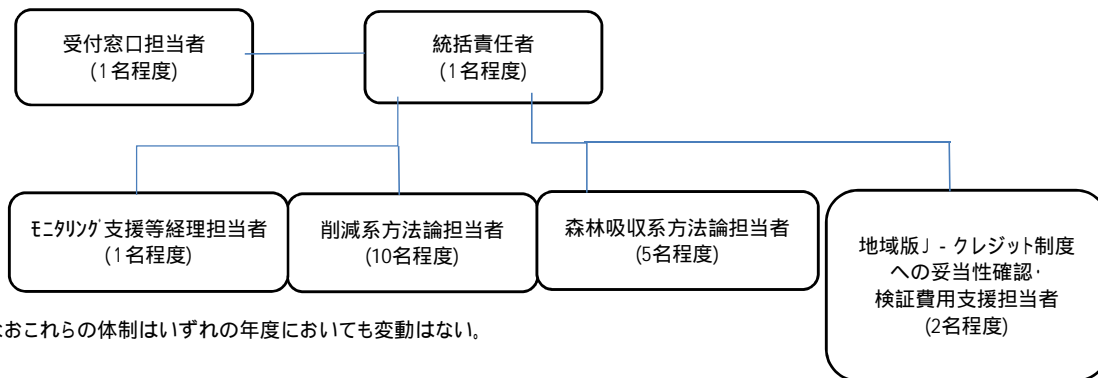 受付窓口担当者
(1名程度)
統括責任者
(1名程度)
ﾓﾆﾀﾘﾝｸﾞ支援等経理担当者
(1名程度)
削減系方法論担当者
(10名程度)
森林吸収系方法論担当者
(5名程度)
地域版J-クレジット制度
への妥当性確認・
検証費用支援担当者
(2名程度)
なおこれらの体制はいずれの年度においても変動はない。